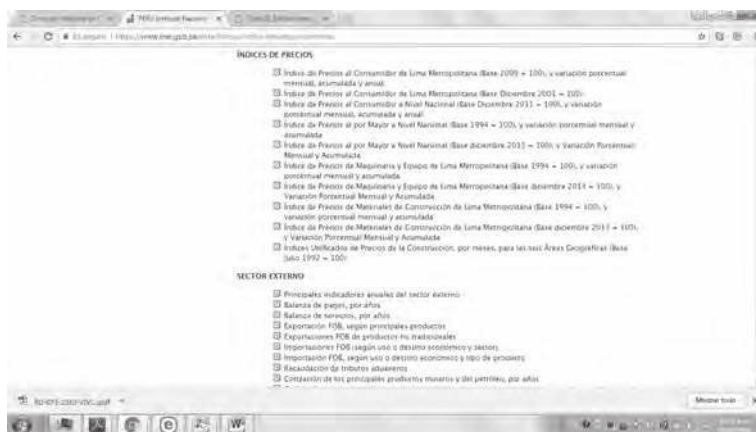 PERÚ Instituto Nacional
ÍNDICES DE PRECIOS
Índice de Precios al Consumidor de Lima Metropolitana (Base 2009 = 100), y variación porcentual
mensual, acumulada y anual
Índice de Precios al Consumidor de Lima Metropolitana (Base Diciembre 2001 = 100)
Índice de Precios al Consumidor a Nivel Nacional (Base Diciembre 2011 = 100), y variación
porcentual mensual, acumulada y anual
Índice de Precios al por Mayor a Nivel Nacional (Base 1994 = 100), y variación porcentual mensual y
acumulada
Índice de Precios al por Mayor a Nivel Nacional (Base diciembre 2013 = 100), y Variación Porcentual
Mensual y Acumulada
Índice de Precios de Maquinaria y Equipo de Lima Metropolitana (Base 1994 = 100), y variación
porcentual mensual y acumulada
Índice de Precios de Maquinaria y Equipo de Lima Metropolitana (Base diciembre 2013 = 100), y
Variación Porcentual Mensual y Acumulada
Índice de Precios de Materiales de Construcción de Lima Metropolitana (Base 1994 = 100), y
variación porcentual mensual y acumulada
Índice de Precios de Materiales de Construcción de Lima Metropolitana (Base diciembre 2013 = 100),
y Variación Porcentual Mensual y Acumulada
Índices Unificados de Precios de la Construcción, por meses, para las seis Áreas Geográficas (Base
Julio 1992 = 100)
SECTOR EXTERNO
Principales indicadores anuales del sector externo
Balanza de pagos, por años
Balanza de servicios, por años
Exportación FOB, según principales productos
Exportaciones FOB de productos no tradicionales
Importaciones FOB (según uso o destino económico y sector)
Importación FOB, según uso o destino económico y tipo de producto
Recaudación de tributos aduaneros
Cotización de los principales productos mineros y del petróleo, por años
Mostrar todo